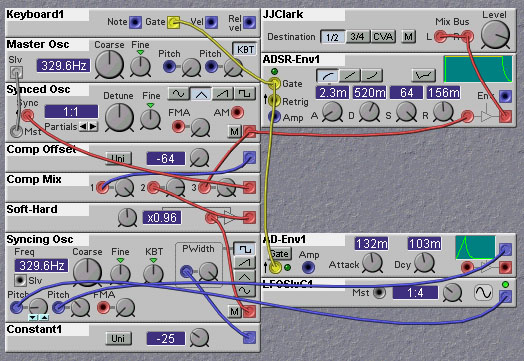 Keyboard1
Note Gate Vel Rel vel
JJClark
Mix Bus Level
Destination 1/2 3/4 CVA M L R
Master Osc
Coarse Fine Pitch Pitch KBT
Slv 329.6Hz
ADSR-Env1
Gate
Retrig 2.3m 520m 64 156m Env
Amp A D S R
Synced Osc
Detune Fine FMA AM
Sync 1:1
Partials
Mst M
Comp Offset
Uni -64
Comp Mix
1 2 3
Soft-Hard
x0.96
Syncing Osc
PWidth
Freq Coarse Fine KBT
329.6Hz
Slv
Pitch Pitch FMA
M
AD-Env1
132m 103m
Gate Amp Attack Dcy
LFOSlvC1
Mst 1:4
Constant1
Uni -25